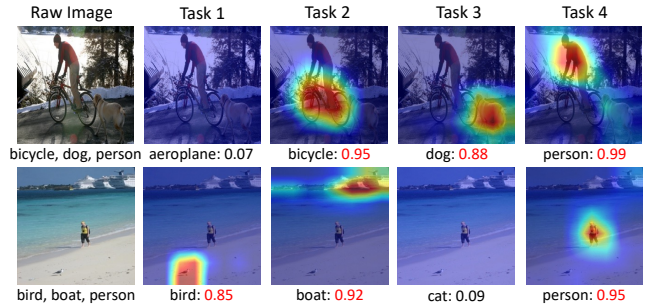 Raw Image Task 1 Task 2 Task 3 Task 4
bicycle, dog, person aeroplane: 0.07 bicycle: 0.95 dog: 0.88 person: 0.99
bird, boat, person bird: 0.85 boat: 0.92 cat: 0.09 person: 0.95